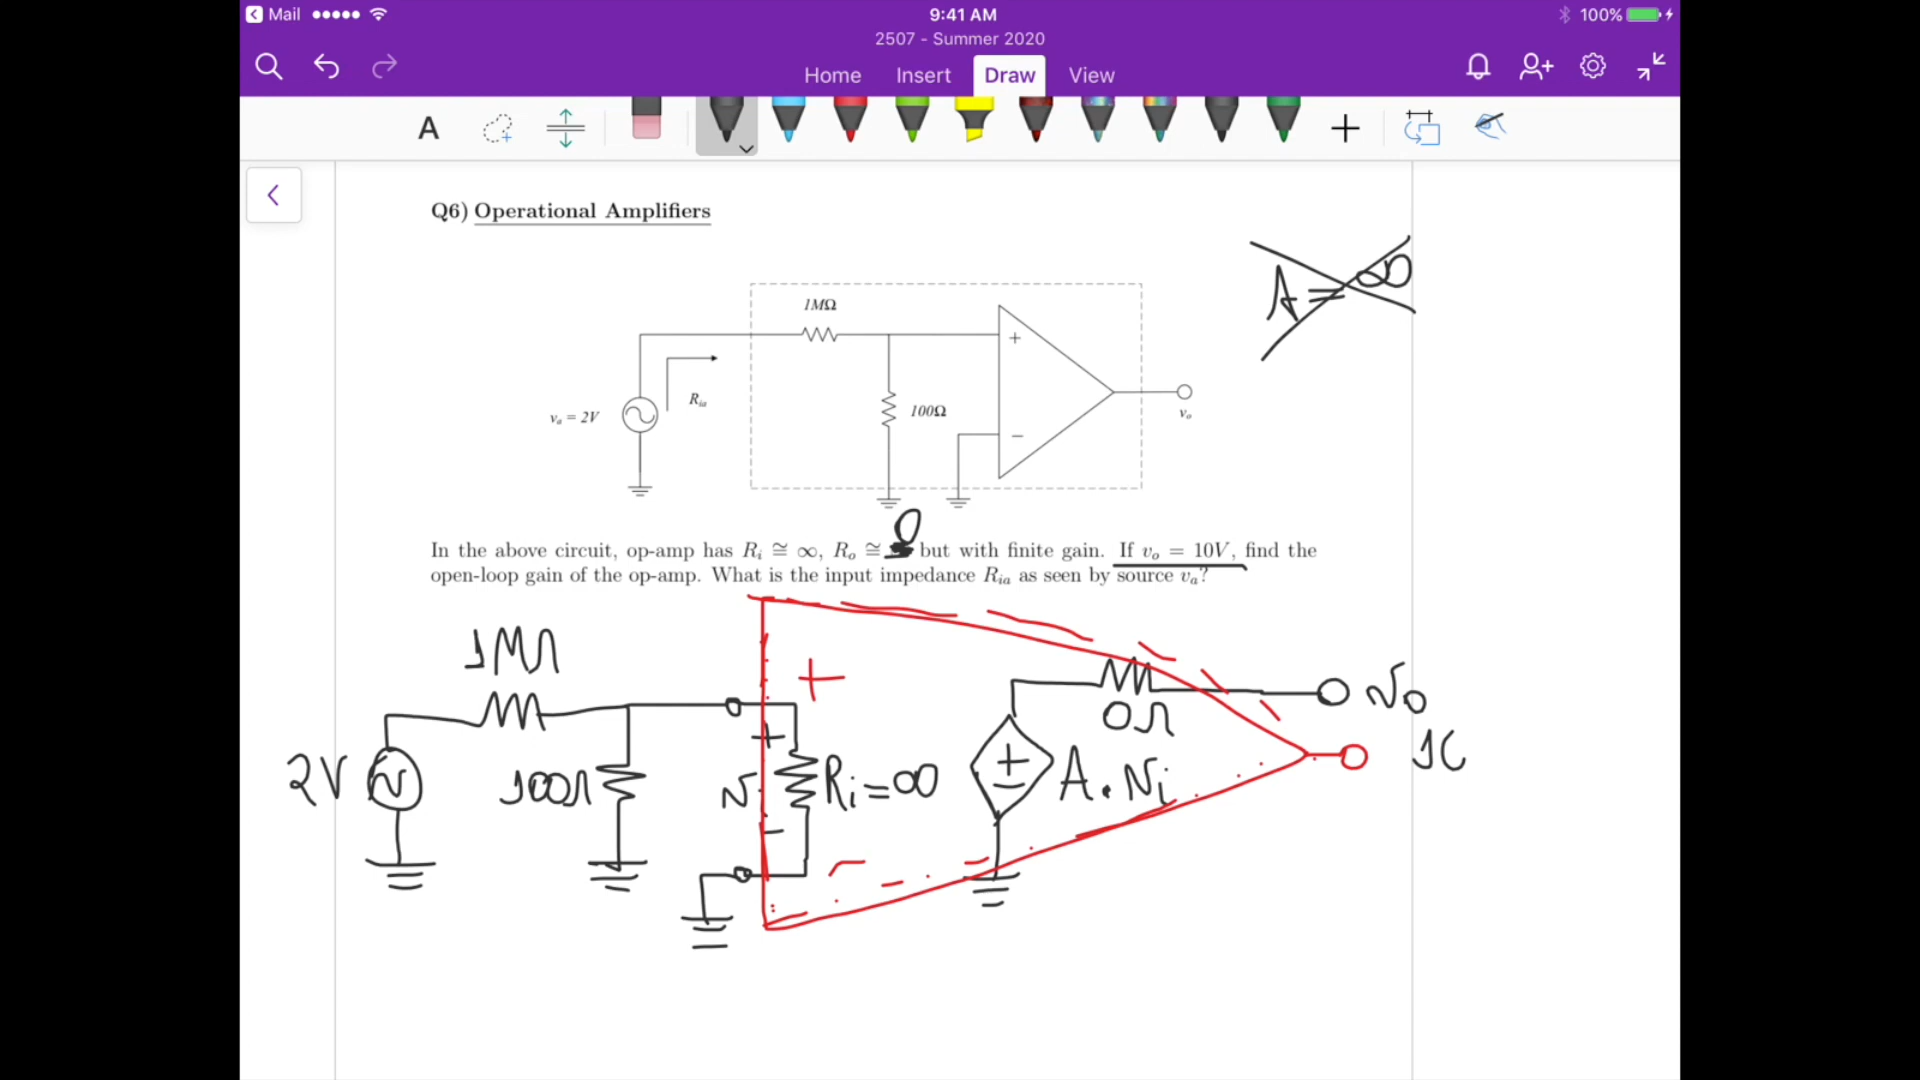 Mail
9:41 AM
100%
2507 - Summer 2020
Home Insert Draw View
A
Q6) Operational Amplifiers
A = ∞
1MΩ
+
Ria
100Ω
va = 2V
vo
−
0
In the above circuit, op-amp has Ri ≅ ∞, Ro ≅ but with finite gain. If vo = 10V, find the
open-loop gain of the op-amp. What is the input impedance Ria as seen by source va?
1MΩ
+
vo
0Ω
+
2V
100Ω
Ri = ∞
+
−
A . Vi
−
−